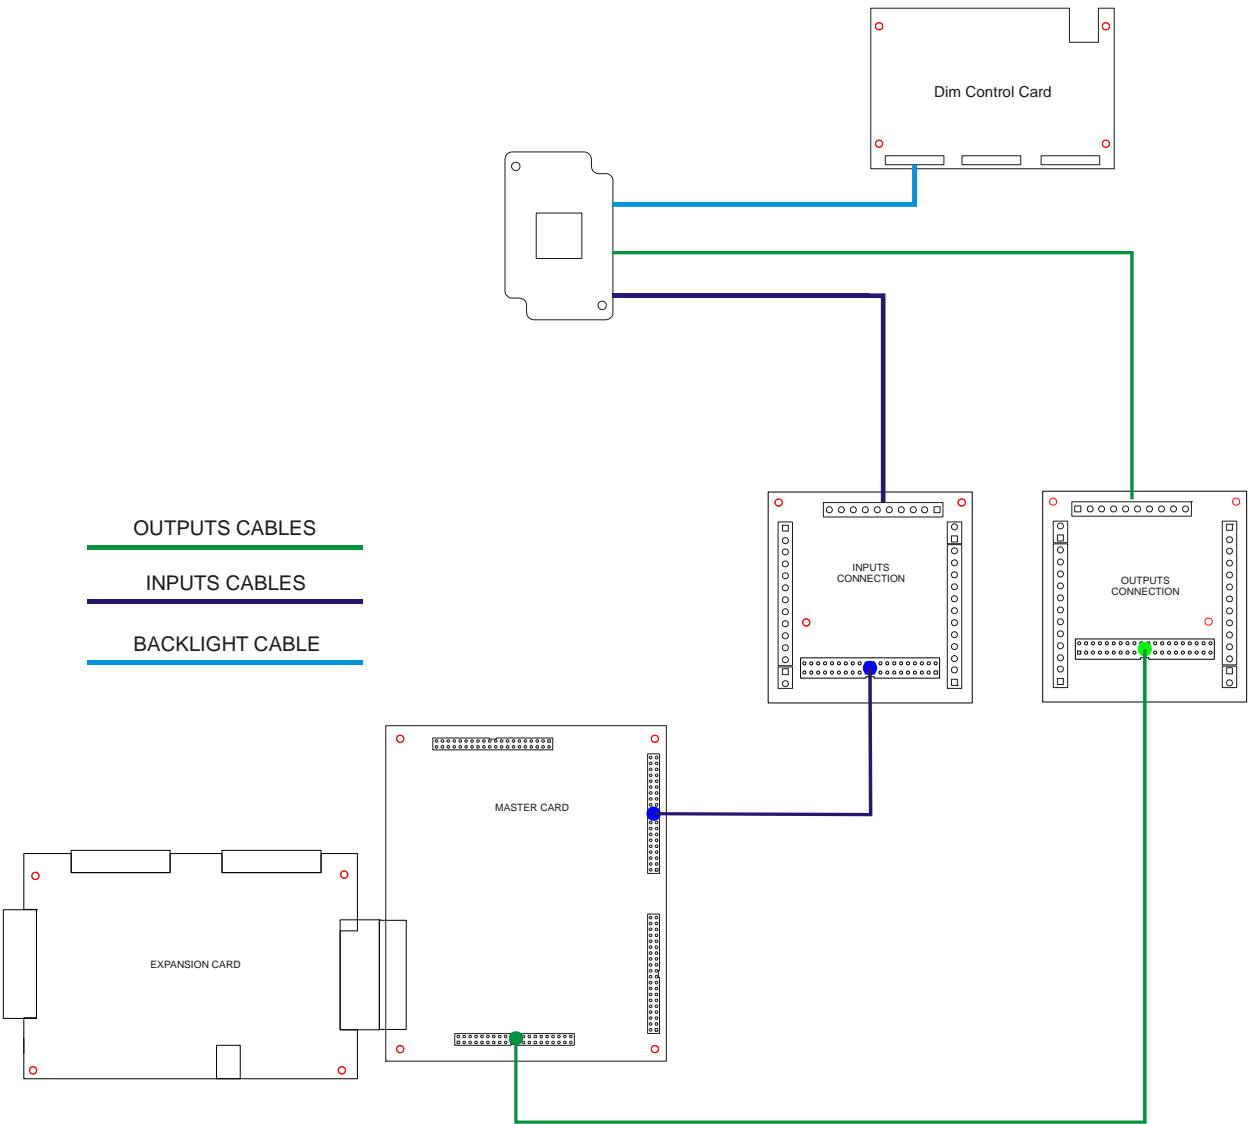 Dim Control Card
OUTPUTS CABLES
INPUTS CABLES
BACKLIGHT CABLE
INPUTS
CONNECTION
OUTPUTS
CONNECTION
MASTER CARD
EXPANSION CARD